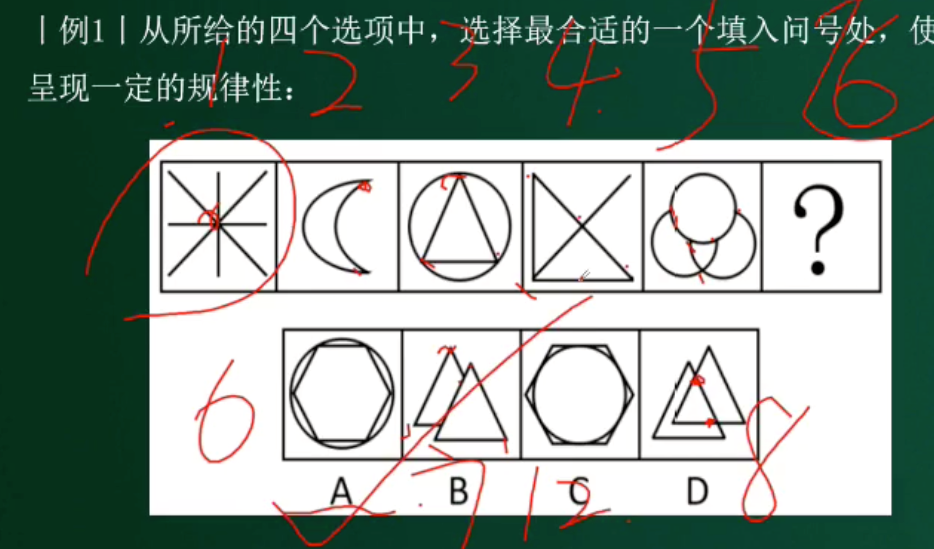 ｜例1｜从所给的四个选项中，选择最合适的一个填入问号处，使
呈现一定的规律性：
1 2 3 4 5 6
?
6 7 12 8
A B C D